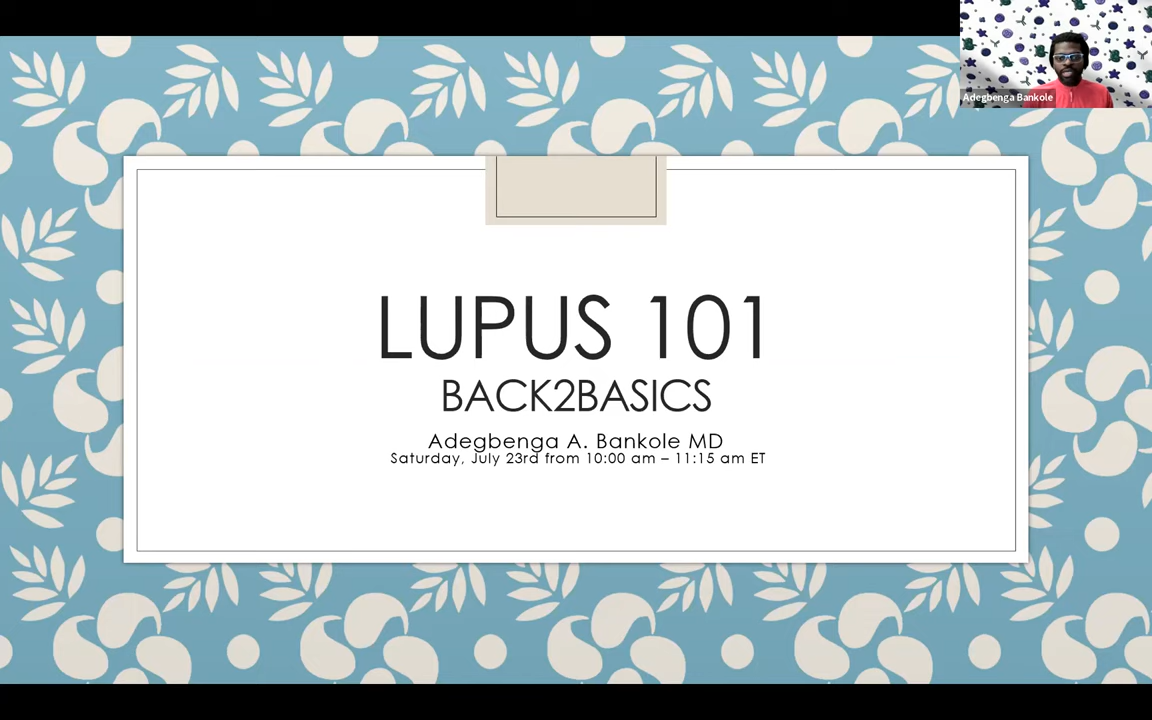 Adegbenga Bankole
LUPUS 101
BACK2BASICS
Adegbenga A. Bankole MD
Saturday, July 23rd from 10:00 am – 11:15 am ET